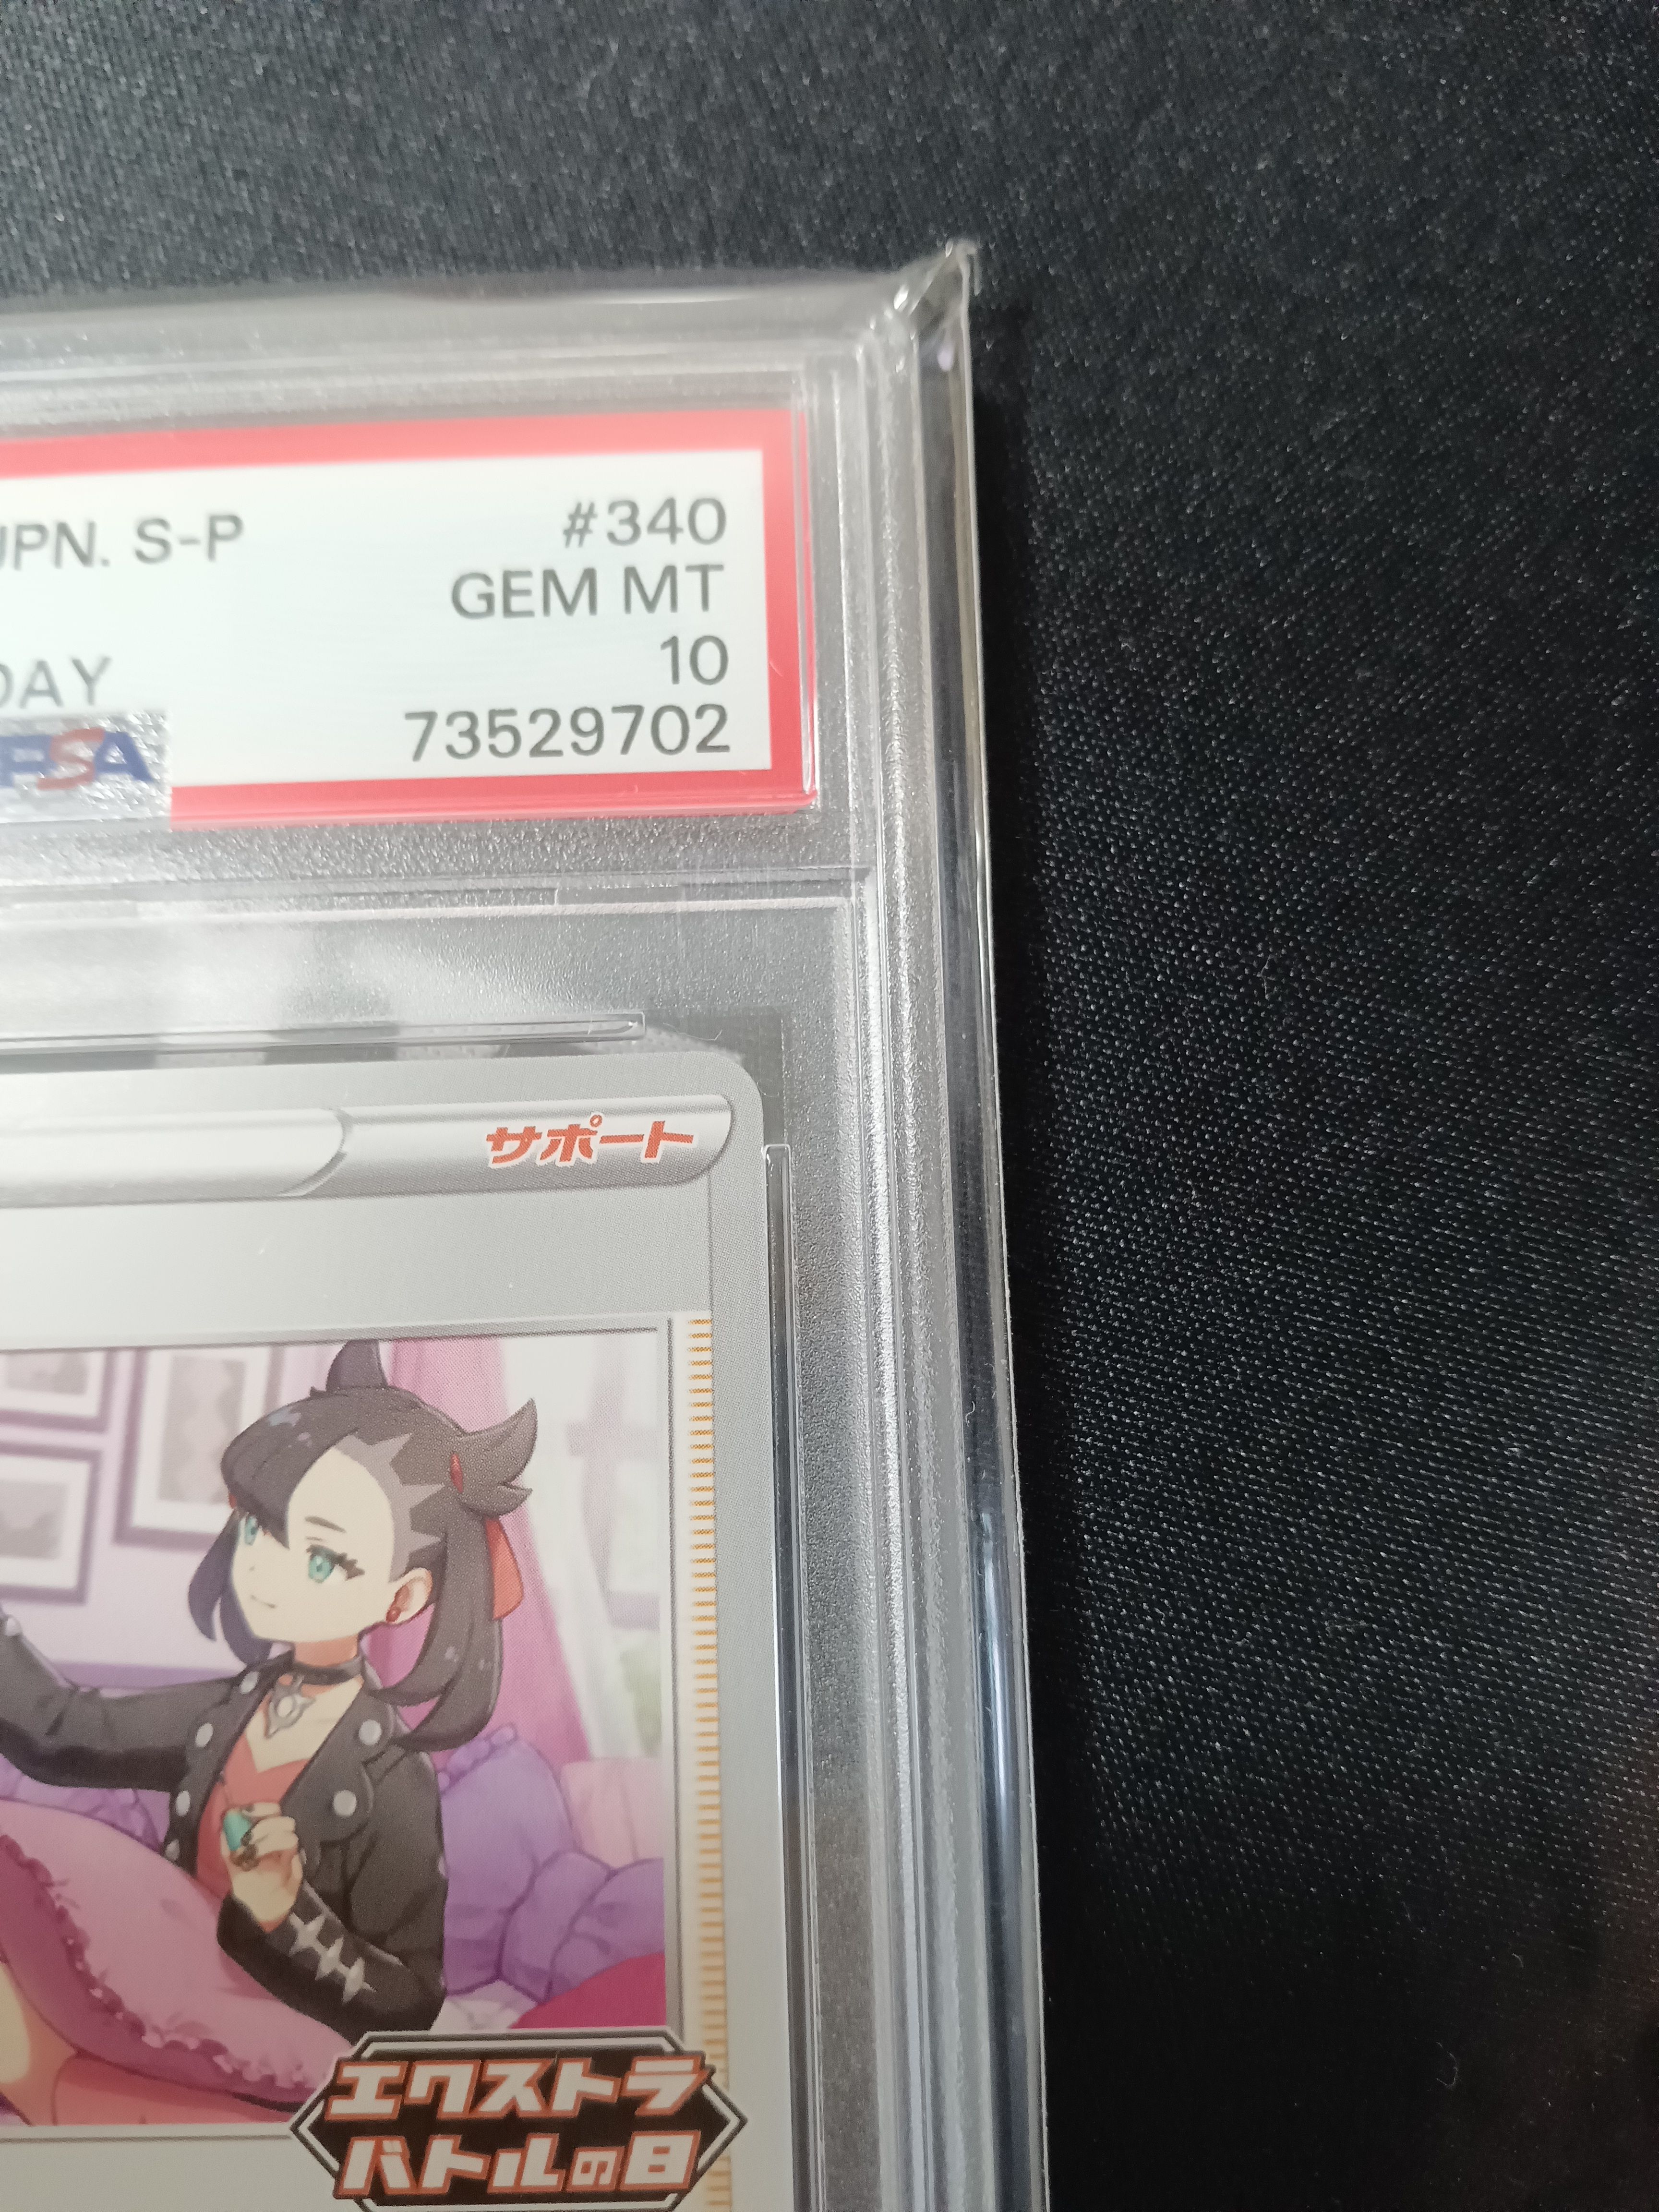 JPN. S-P #340
GEM MT
DAY 10
PSA 73529702
サポート
エクストラ
バトルの日